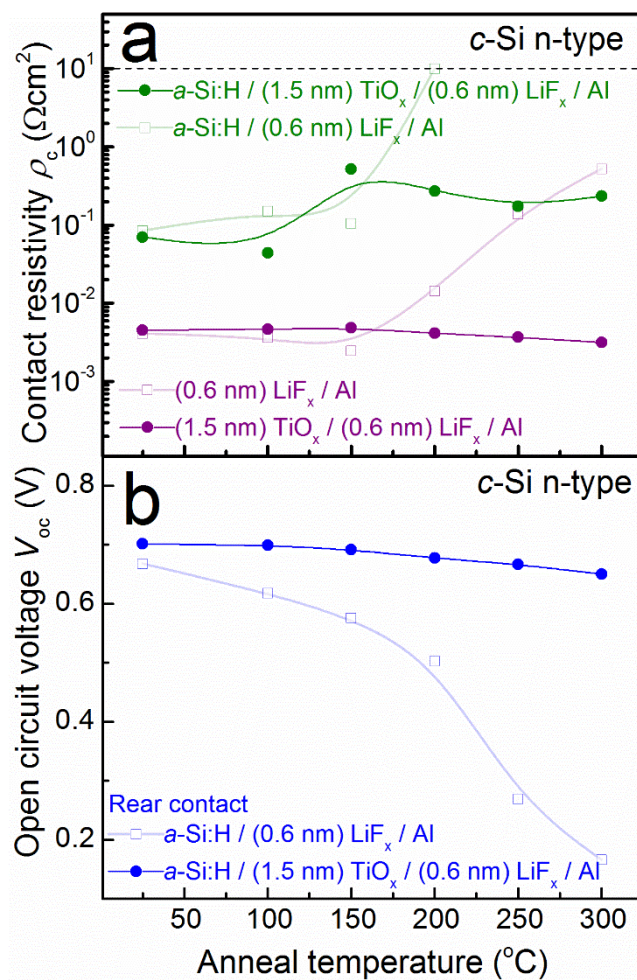 a
c-Si n-type
10¹
a-Si:H / (1.5 nm) TiOₓ / (0.6 nm) LiFₓ / Al
a-Si:H / (0.6 nm) LiFₓ / Al
10⁰
10⁻¹
10⁻²
10⁻³
(0.6 nm) LiFₓ / Al
(1.5 nm) TiOₓ / (0.6 nm) LiFₓ / Al
Contact resistivity ρc (Ωcm²)
b
c-Si n-type
0.8
0.6
0.4
0.2
Open circuit voltage Voc (V)
Rear contact
a-Si:H / (0.6 nm) LiFₓ / Al
a-Si:H / (1.5 nm) TiOₓ / (0.6 nm) LiFₓ / Al
50 100 150 200 250 300
Anneal temperature (°C)